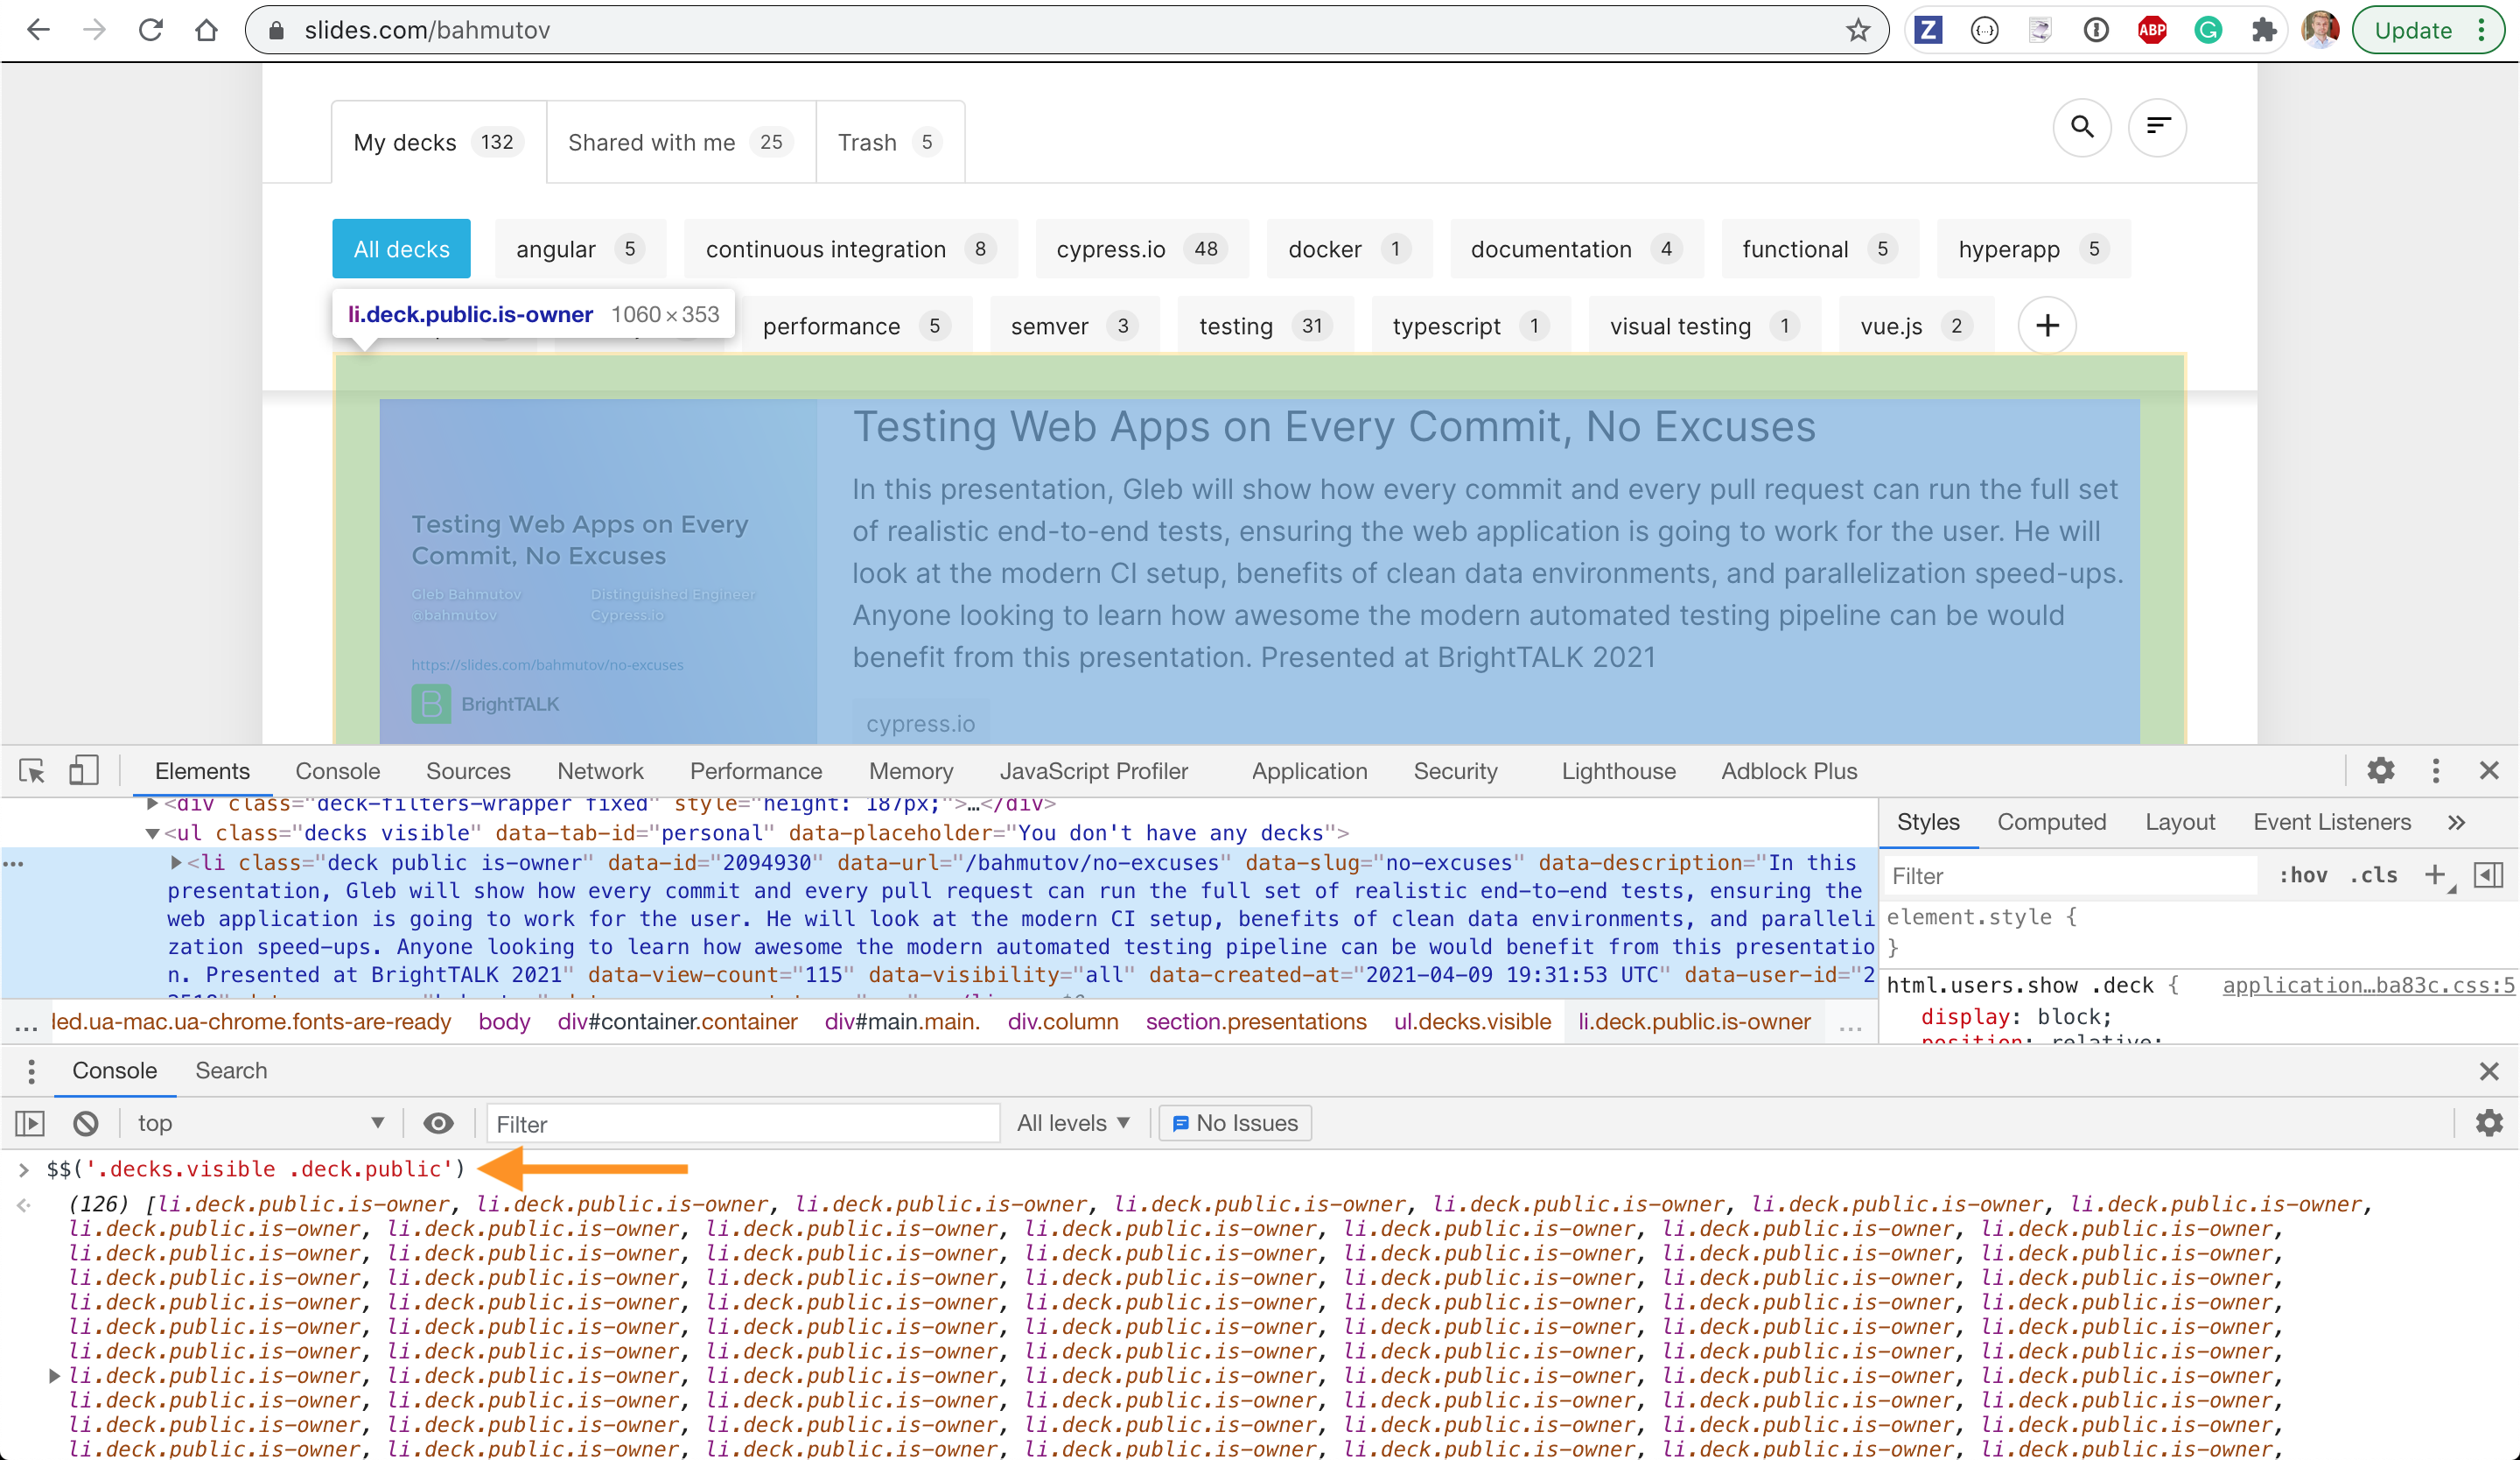 slides.com/bahmutov
Update
My decks 132 Shared with me 25 Trash 5
All decks angular 5 continuous integration 8 cypress.io 48 docker 1 documentation 4 functional 5 hyperapp 5
li.deck.public.is-owner 1060 × 353
performance 5 semver 3 testing 31 typescript 1 visual testing 1 vue.js 2 +
Testing Web Apps on Every Commit, No Excuses
In this presentation, Gleb will show how every commit and every pull request can run the full set
of realistic end-to-end tests, ensuring the web application is going to work for the user. He will
look at the modern CI setup, benefits of clean data environments, and parallelization speed-ups.
Anyone looking to learn how awesome the modern automated testing pipeline can be would
benefit from this presentation. Presented at BrightTALK 2021
cypress.io
Testing Web Apps on Every
Commit, No Excuses
Gleb Bahmutov Distinguished Engineer
@bahmutov Cypress.io
https://slides.com/bahmutov/no-excuses
B BrightTALK
Elements Console Sources Network Performance Memory JavaScript Profiler Application Security Lighthouse Adblock Plus
<div class="deck-filters-wrapper fixed" style="height: 187px;">…</div>
<ul class="decks visible" data-tab-id="personal" data-placeholder="You don't have any decks">
<li class="deck public is-owner" data-id="2094930" data-url="/bahmutov/no-excuses" data-slug="no-excuses" data-description="In this
presentation, Gleb will show how every commit and every pull request can run the full set of realistic end-to-end tests, ensuring the
web application is going to work for the user. He will look at the modern CI setup, benefits of clean data environments, and paralleli
zation speed-ups. Anyone looking to learn how awesome the modern automated testing pipeline can be would benefit from this presentatio
n. Presented at BrightTALK 2021" data-view-count="115" data-visibility="all" data-created-at="2021-04-09 19:31:53 UTC" data-user-id="2
... led.ua-mac.ua-chrome.fonts-are-ready body div#container.container div#main.main. div.column section.presentations ul.decks.visible li.deck.public.is-owner ...
Styles Computed Layout Event Listeners »
Filter :hov .cls +
element.style {
}
html.users.show .deck { application…ba83c.css:5
display: block;
position: relative;
Console Search
top Filter All levels No Issues
> $$('.decks.visible .deck.public')
(126) [li.deck.public.is-owner, li.deck.public.is-owner, li.deck.public.is-owner, li.deck.public.is-owner, li.deck.public.is-owner, li.deck.public.is-owner, li.deck.public.is-owner,
li.deck.public.is-owner, li.deck.public.is-owner, li.deck.public.is-owner, li.deck.public.is-owner, li.deck.public.is-owner, li.deck.public.is-owner, li.deck.public.is-owner,
li.deck.public.is-owner, li.deck.public.is-owner, li.deck.public.is-owner, li.deck.public.is-owner, li.deck.public.is-owner, li.deck.public.is-owner, li.deck.public.is-owner,
li.deck.public.is-owner, li.deck.public.is-owner, li.deck.public.is-owner, li.deck.public.is-owner, li.deck.public.is-owner, li.deck.public.is-owner, li.deck.public.is-owner,
li.deck.public.is-owner, li.deck.public.is-owner, li.deck.public.is-owner, li.deck.public.is-owner, li.deck.public.is-owner, li.deck.public.is-owner, li.deck.public.is-owner,
li.deck.public.is-owner, li.deck.public.is-owner, li.deck.public.is-owner, li.deck.public.is-owner, li.deck.public.is-owner, li.deck.public.is-owner, li.deck.public.is-owner,
li.deck.public.is-owner, li.deck.public.is-owner, li.deck.public.is-owner, li.deck.public.is-owner, li.deck.public.is-owner, li.deck.public.is-owner, li.deck.public.is-owner,
li.deck.public.is-owner, li.deck.public.is-owner, li.deck.public.is-owner, li.deck.public.is-owner, li.deck.public.is-owner, li.deck.public.is-owner, li.deck.public.is-owner,
li.deck.public.is-owner, li.deck.public.is-owner, li.deck.public.is-owner, li.deck.public.is-owner, li.deck.public.is-owner, li.deck.public.is-owner, li.deck.public.is-owner,
li.deck.public.is-owner, li.deck.public.is-owner, li.deck.public.is-owner, li.deck.public.is-owner, li.deck.public.is-owner, li.deck.public.is-owner, li.deck.public.is-owner,
li.deck.public.is-owner, li.deck.public.is-owner, li.deck.public.is-owner, li.deck.public.is-owner, li.deck.public.is-owner, li.deck.public.is-owner, li.deck.public.is-owner,